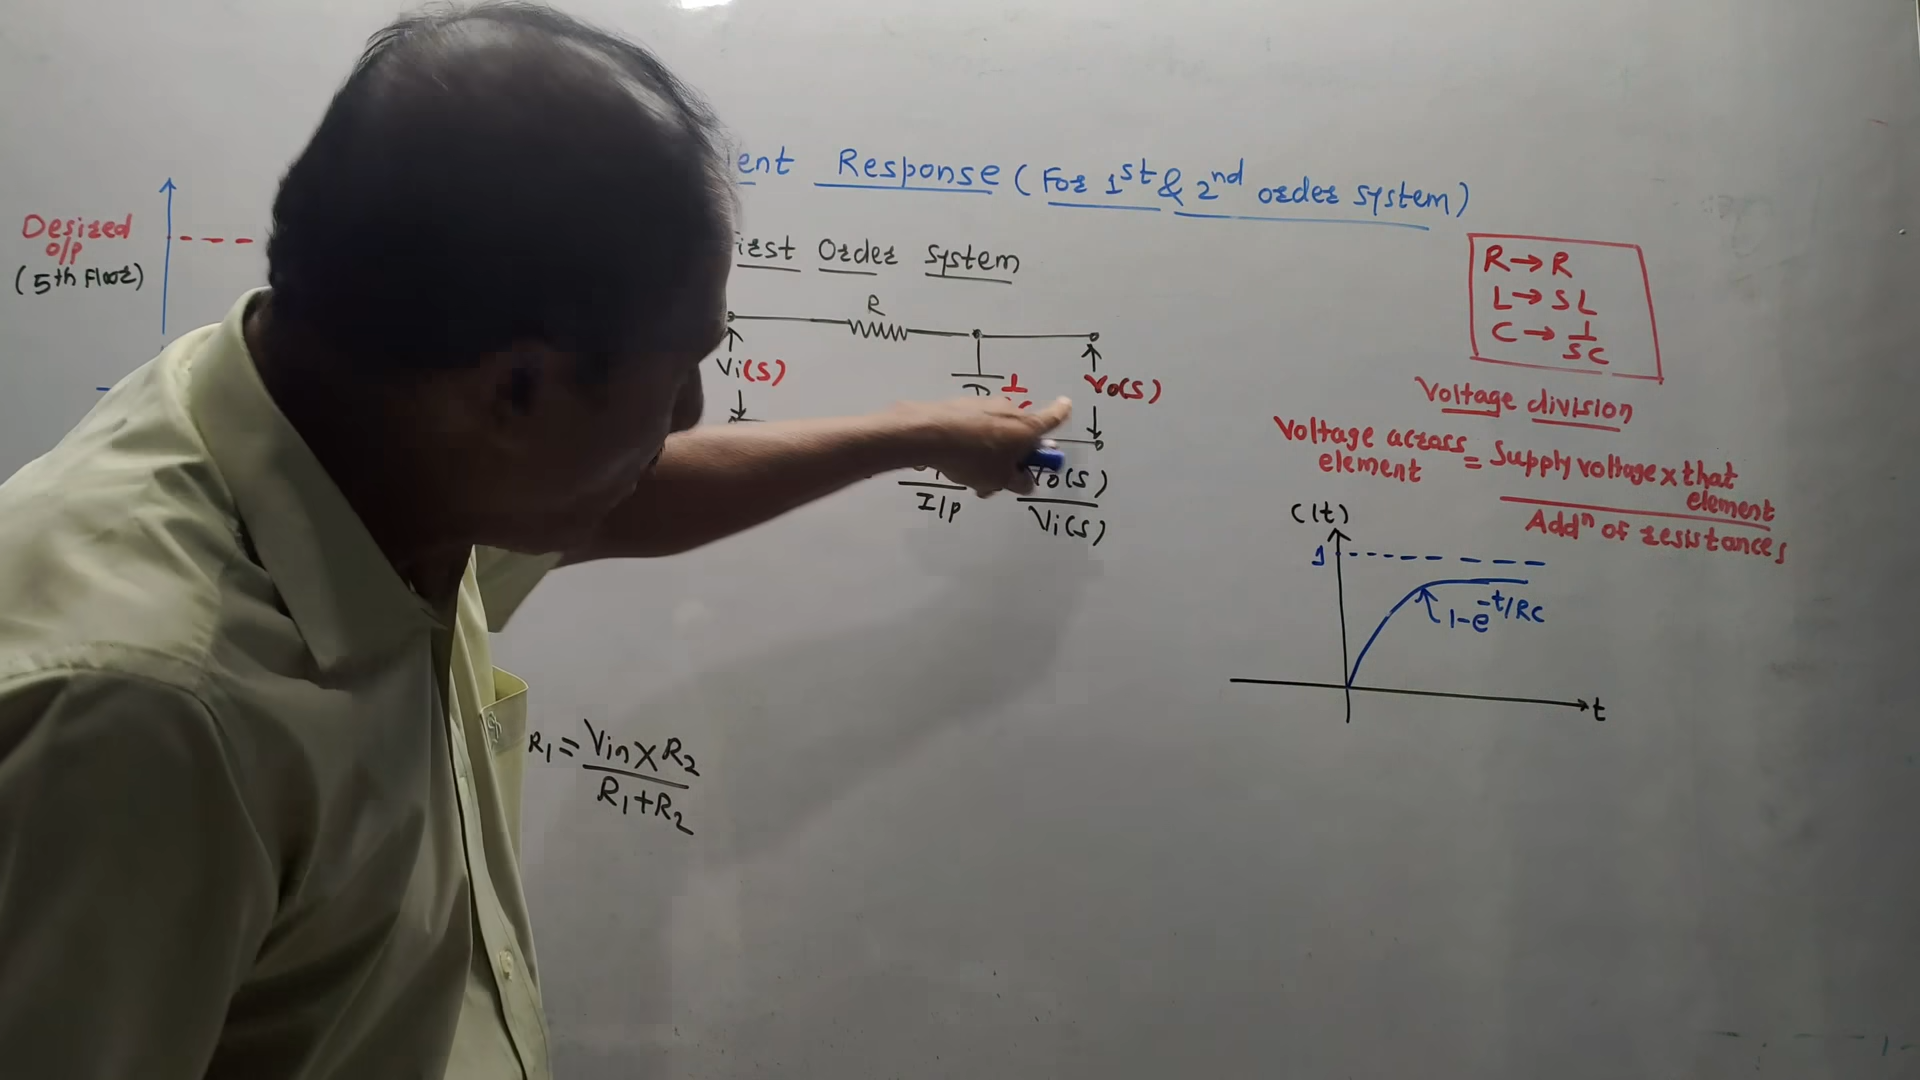 Response (For 1st & 2nd order system)
Desired
o/p
(5th Floor)
Order system
R
Vi(s)
Vo(s)
I/p
Vo(s)
Vi(s)
R → R
L → SL
C → 1/SC
Voltage division
Voltage across element = Supply voltage x that element
Addn of resistances
C(t)
1
1-e^-t/RC
t
R1 = Vin X R2
R1+R2